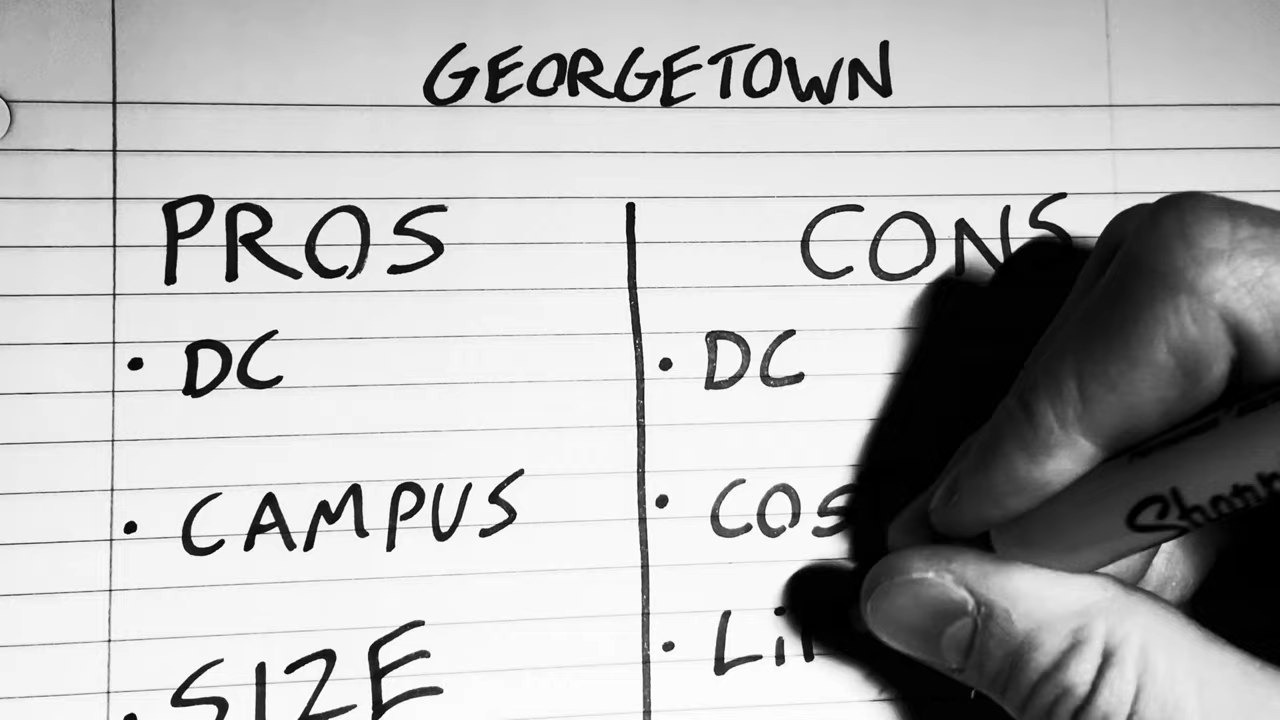 GEORGETOWN
PROS
CONS
• DC
• DC
• CAMPUS
• SIZE